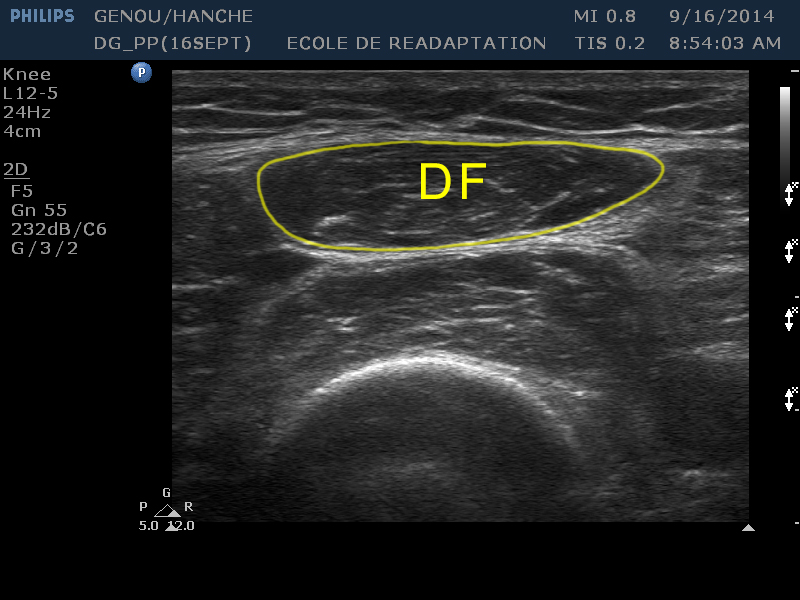 PHILIPS GENOU/HANCHE MI 0.8 9/16/2014
DG_PP(16SEPT) ECOLE DE READAPTATION TIS 0.2 8:54:03 AM
Knee
L12-5
24Hz
4cm
2D
F5
Gn 55
232dB/C6
G/3/2
P
DF
G
P R
5.0 12.0